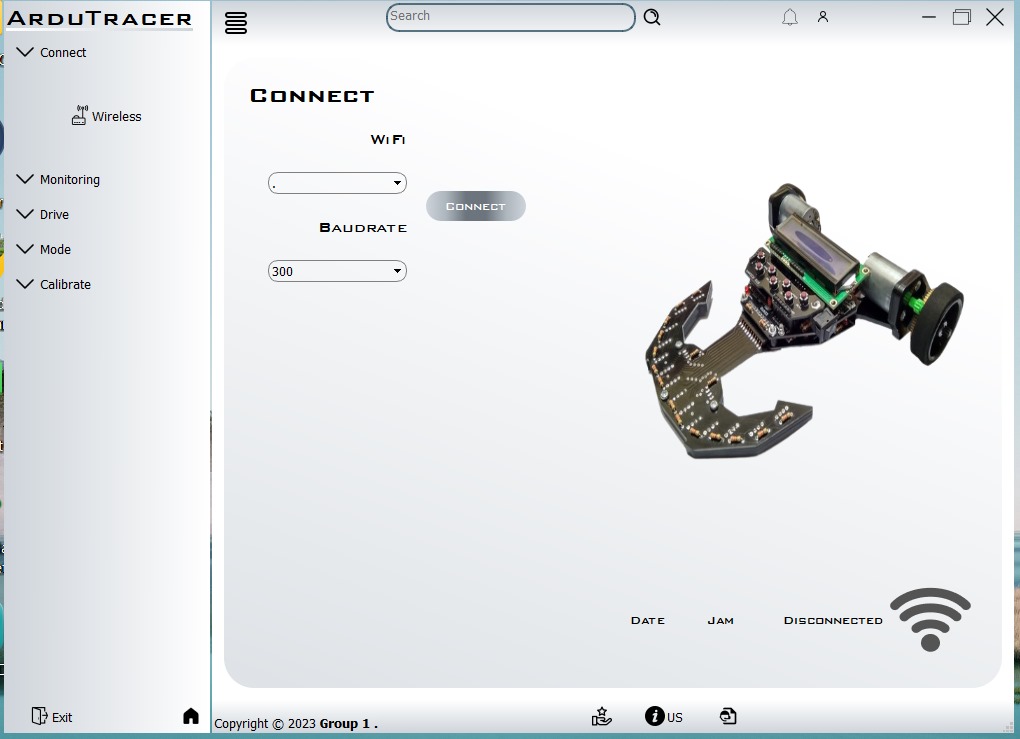 ArduTracer
Search
Connect
Wireless
Monitoring
Drive
Mode
Calibrate
Exit
Connect
WiFi
.
Connect
Baudrate
300
Date
Jam
Disconnected
Copyright © 2023 Group 1 .
US